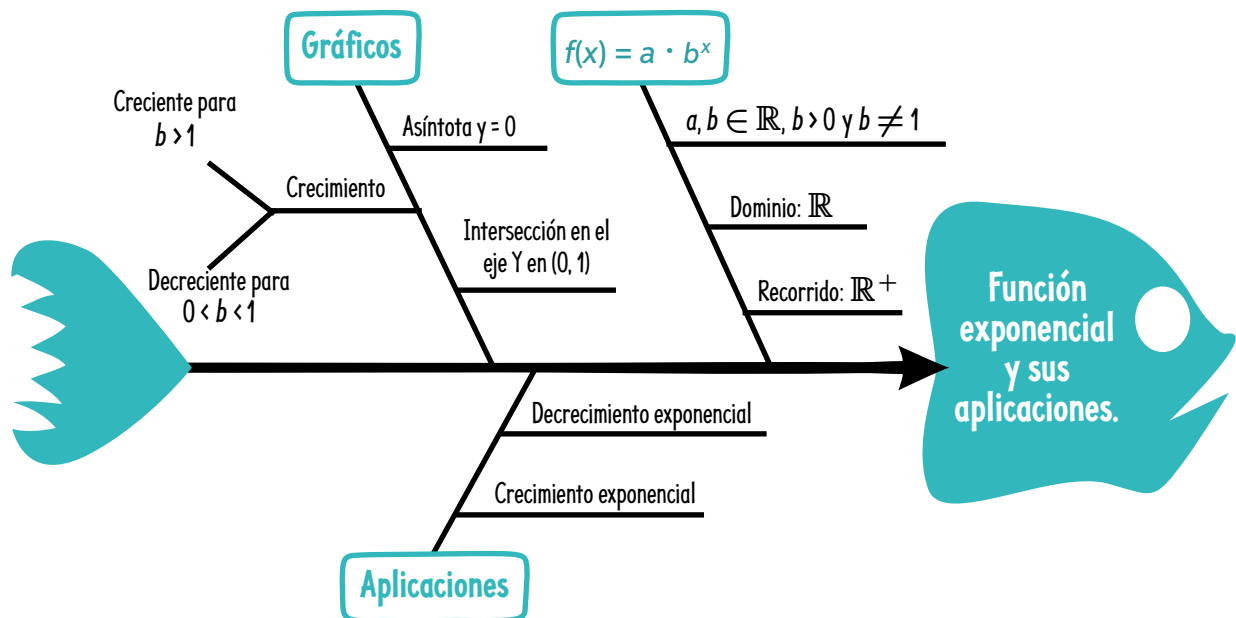 Gráficos
f(x) = a · bˣ
Creciente para
b > 1
Asíntota y = 0
a, b ∈ ℝ, b > 0 y b ≠ 1
Crecimiento
Dominio: ℝ
Intersección en el
eje Y en (0, 1)
Decreciente para
0 < b < 1
Recorrido: ℝ⁺
Función
exponencial
y sus
aplicaciones.
Decrecimiento exponencial
Crecimiento exponencial
Aplicaciones